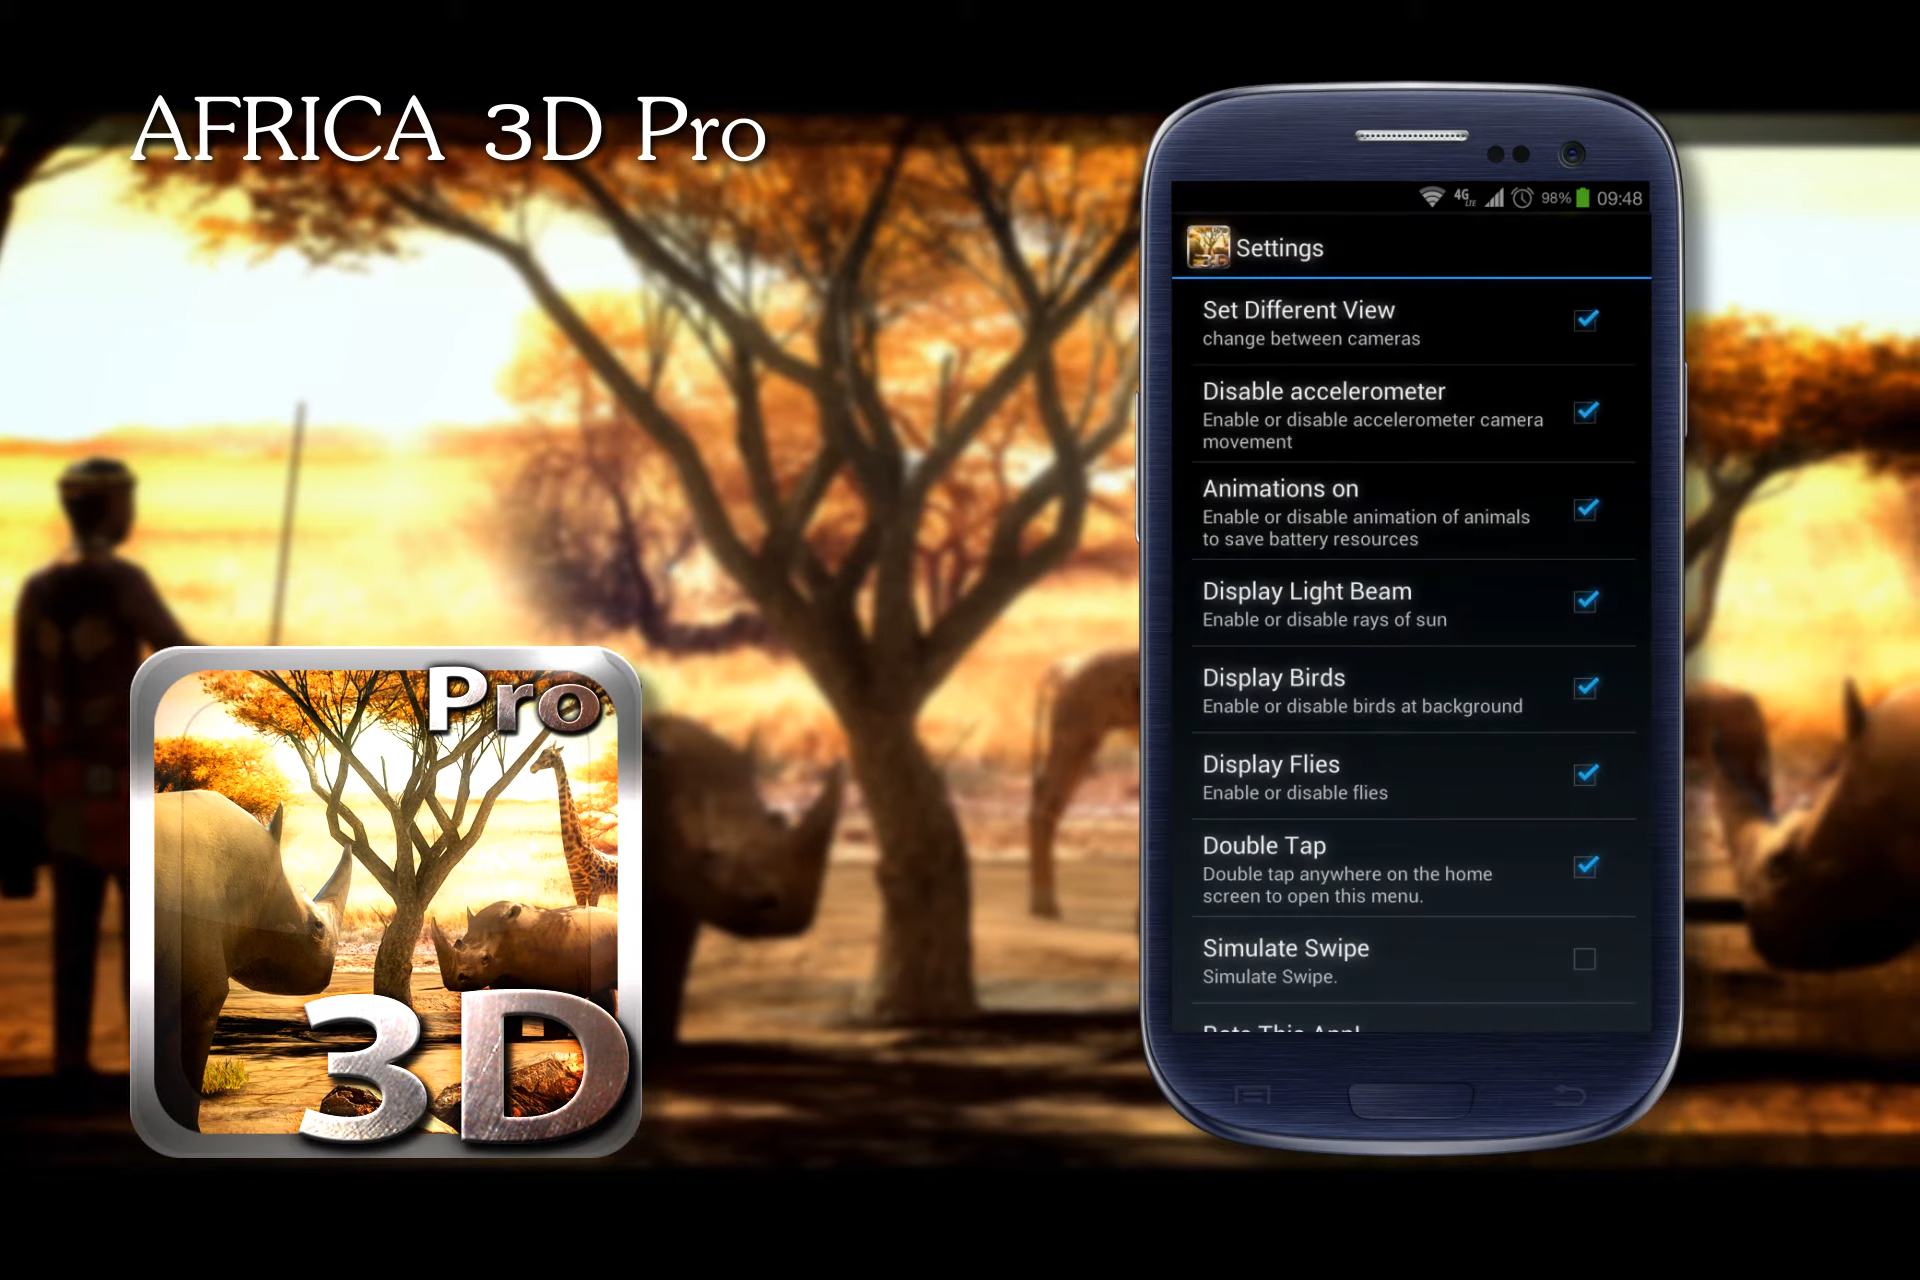 AFRICA 3D Pro
4G
LTE
98%
09:48
Settings
Set Different View
change between cameras
Disable accelerometer
Enable or disable accelerometer camera
movement
Animations on
Enable or disable animation of animals
to save battery resources
Display Light Beam
Enable or disable rays of sun
Display Birds
Enable or disable birds at background
Display Flies
Enable or disable flies
Double Tap
Double tap anywhere on the home
screen to open this menu.
Simulate Swipe
Simulate Swipe.
Rate This App!
Pro
3D